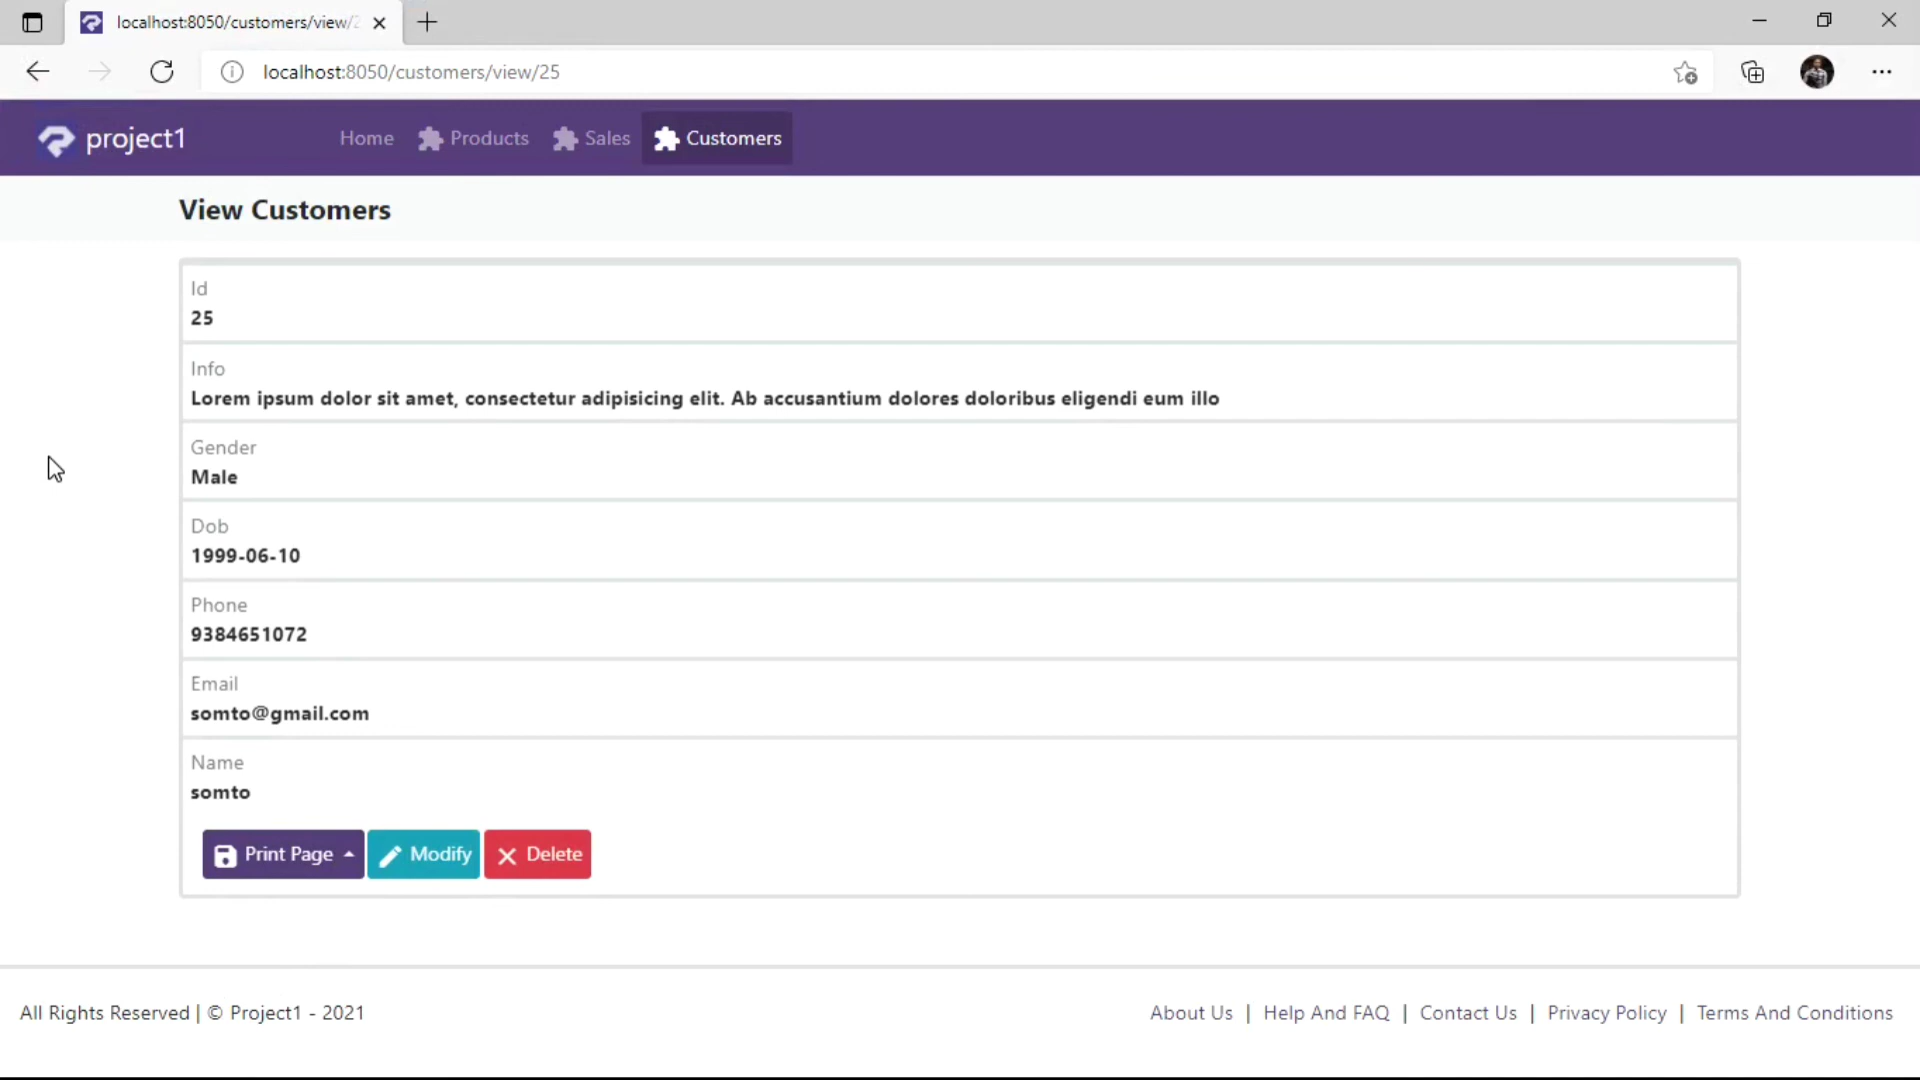 localhost:8050/customers/view/2
localhost:8050/customers/view/25
project1
Home
Products
Sales
Customers
View Customers
Id
25
Info
Lorem ipsum dolor sit amet, consectetur adipisicing elit. Ab accusantium dolores doloribus eligendi eum illo
Gender
Male
Dob
1999-06-10
Phone
9384651072
Email
somto@gmail.com
Name
somto
Print Page
Modify
Delete
All Rights Reserved | © Project1 - 2021
About Us | Help And FAQ | Contact Us | Privacy Policy | Terms And Conditions